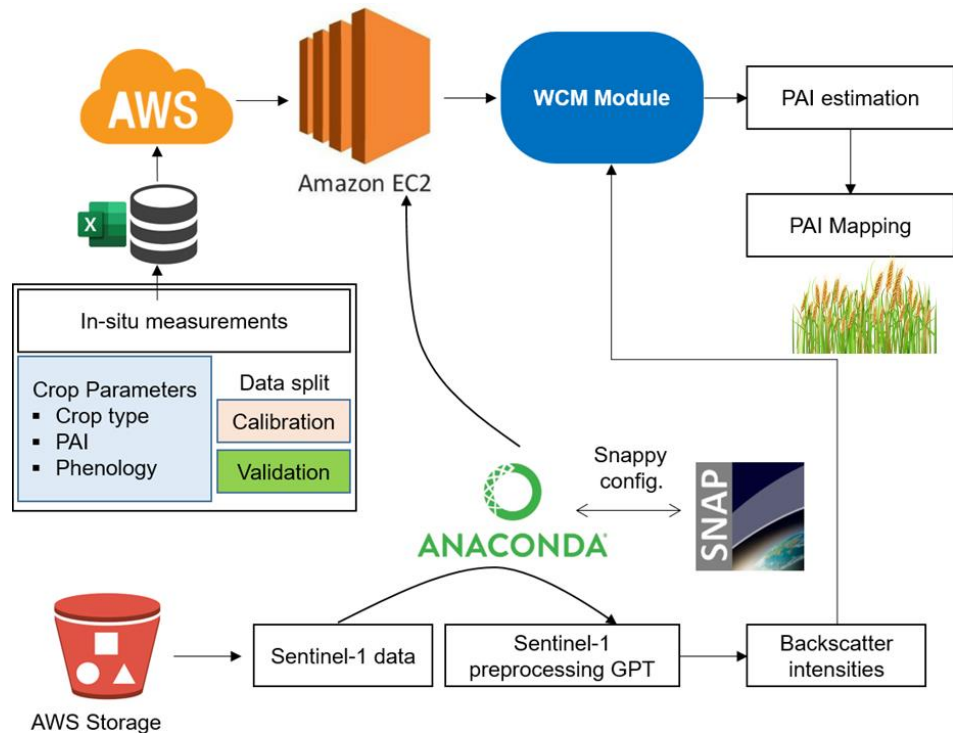 AWS
Amazon EC2
WCM Module
PAI estimation
PAI Mapping
X
In-situ measurements
Crop Parameters
▪ Crop type
▪ PAI
▪ Phenology
Data split
Calibration
Validation
Snappy
config.
ANACONDA
SNAP
AWS Storage
Sentinel-1 data
Sentinel-1
preprocessing GPT
Backscatter
intensities